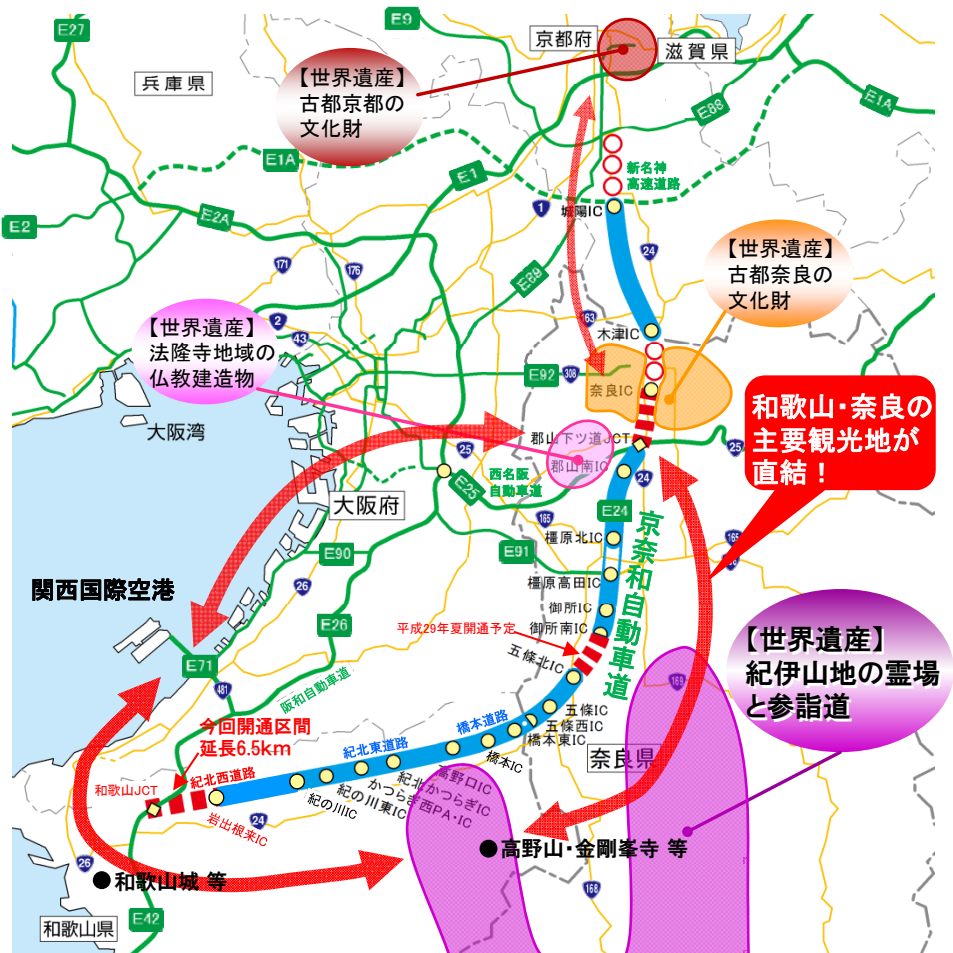 E27
E9
京都府
滋賀県
兵庫県
【世界遺産】
古都京都の
文化財
E88
E1A
E1A
E1
新名神
高速道路
1
城陽IC
E2
E2A
24
171
176
E89
【世界遺産】
古都奈良の
文化財
【世界遺産】
法隆寺地域の
仏教建造物
2
43
163
木津IC
E92
308
奈良IC
大阪湾
和歌山・奈良の
主要観光地が
直結！
郡山下ツ道JCT
25
25
郡山南IC
西名阪
自動車道
E25
24
大阪府
165
E24
京奈和自動車道
橿原北IC
165
E90
E91
26
橿原高田IC
関西国際空港
御所IC
E26
平成29年夏開通予定
御所南IC
【世界遺産】
紀伊山地の霊場
と参詣道
五條北IC
E71
481
169
阪和自動車道
五條IC
五條西IC
橋本東IC
今回開通区間
延長6.5km
橋本道路
紀北東道路
橋本IC
奈良県
紀北西道路
高野口IC
紀北かつらぎIC
かつらぎ西PA・IC
紀の川東IC
紀の川IC
和歌山JCT
岩出根来IC
24
高野山・金剛峯寺 等
26
和歌山城 等
168
E42
和歌山県